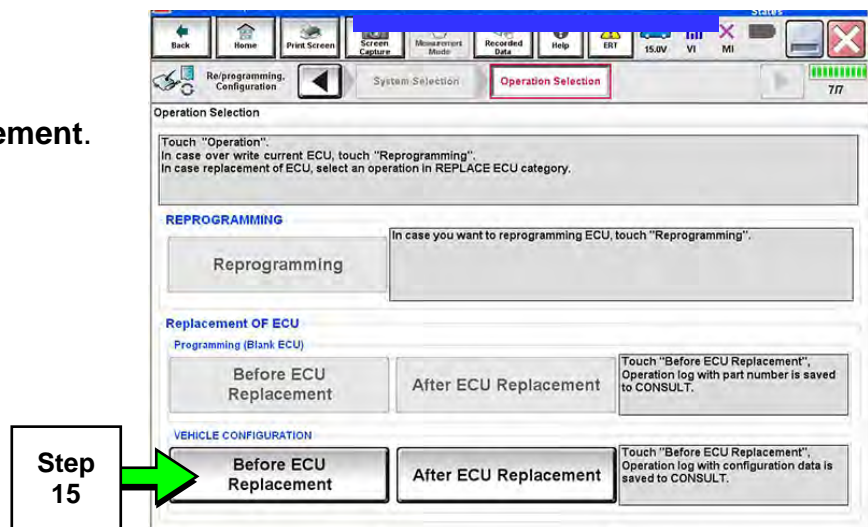 Status
Back
Home
Print Screen
Screen
Capture
Measurement
Mode
Recorded
Data
Help
ERT
15.0V
VI
MI
Re/programming,
Configuration
System Selection
Operation Selection
7/7
Operation Selection
ement.
Touch "Operation".
In case over write current ECU, touch "Reprogramming".
In case replacement of ECU, select an operation in REPLACE ECU category.
REPROGRAMMING
Reprogramming
In case you want to reprogramming ECU, touch "Reprogramming".
Replacement OF ECU
Programming (Blank ECU)
Before ECU
Replacement
After ECU Replacement
Touch "Before ECU Replacement",
Operation log with part number is saved
to CONSULT.
VEHICLE CONFIGURATION
Step
15
Before ECU
Replacement
After ECU Replacement
Touch "Before ECU Replacement",
Operation log with configuration data is
saved to CONSULT.